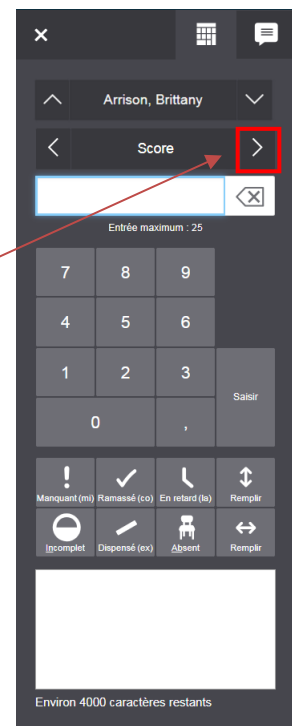 Arrison, Brittany
Score
Entrée maximum : 25
7 8 9
4 5 6
1 2 3
Saisir
0 ,
Manquant (mi) Ramassé (co) En retard (la) Remplir
Incomplet Dispensé (ex) Absent Remplir
Environ 4000 caractères restants